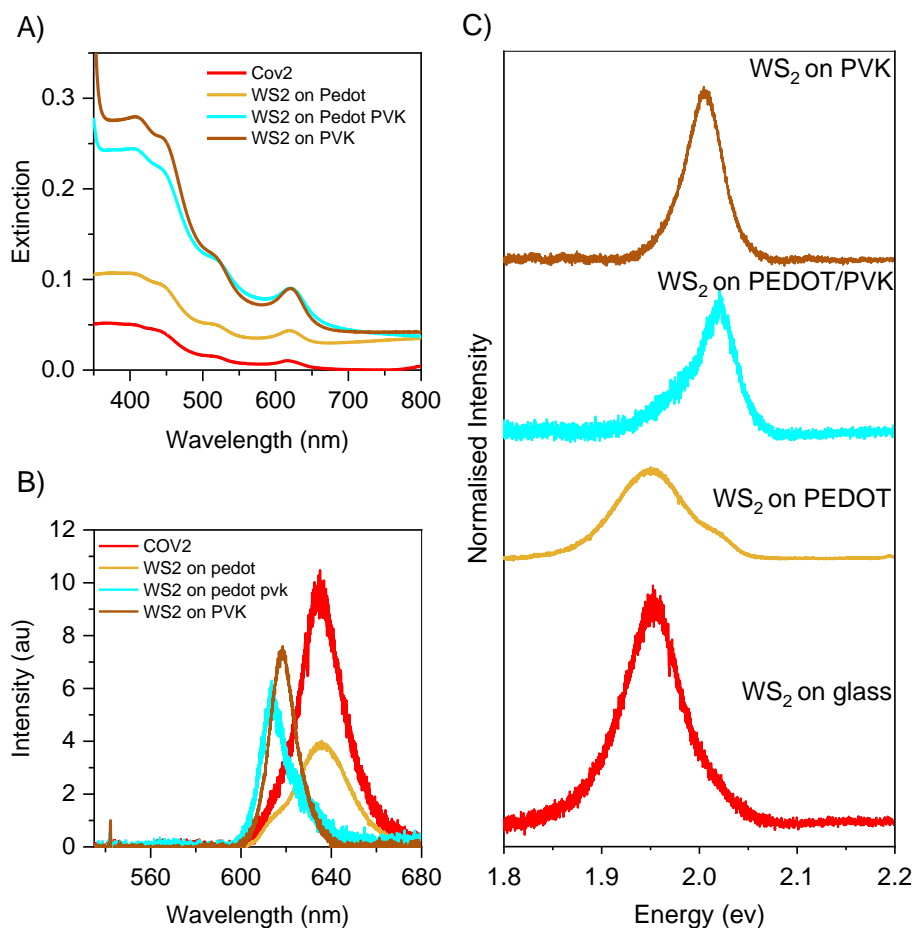 A)
Cov2
WS2 on Pedot
WS2 on Pedot PVK
WS2 on PVK
0.3
0.2
0.1
0.0
Extinction
400 500 600 700 800
Wavelength (nm)
B)
COV2
WS2 on pedot
WS2 on pedot pvk
WS2 on PVK
12
10
8
6
4
2
0
Intensity (au)
560 600 640 680
Wavelength (nm)
C)
WS2 on PVK
WS2 on PEDOT/PVK
WS2 on PEDOT
WS2 on glass
Normalised Intensity
1.8 1.9 2.0 2.1 2.2
Energy (ev)